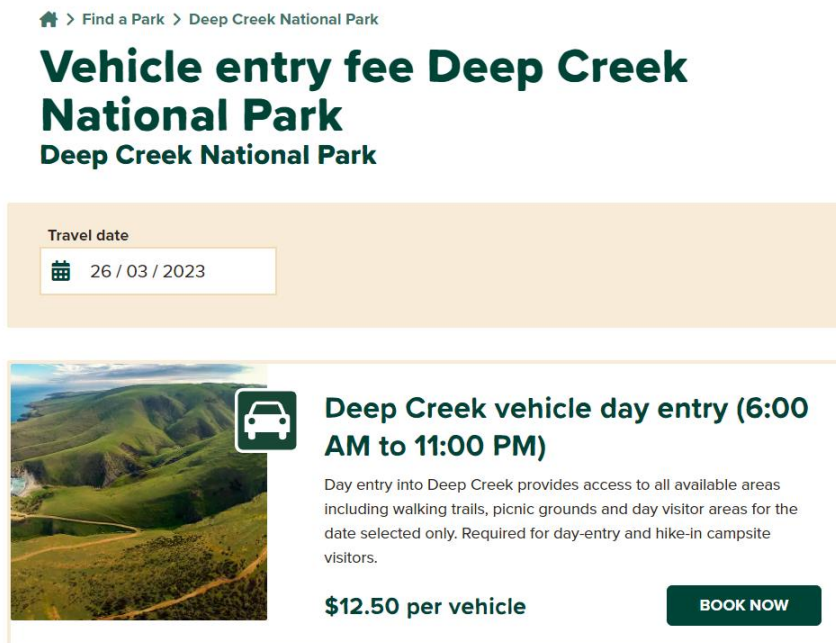 Find a Park > Deep Creek National Park
Vehicle entry fee Deep Creek
National Park
Deep Creek National Park
Travel date
26 / 03 / 2023
Deep Creek vehicle day entry (6:00
AM to 11:00 PM)
Day entry into Deep Creek provides access to all available areas
including walking trails, picnic grounds and day visitor areas for the
date selected only. Required for day-entry and hike-in campsite
visitors.
$12.50 per vehicle
BOOK NOW